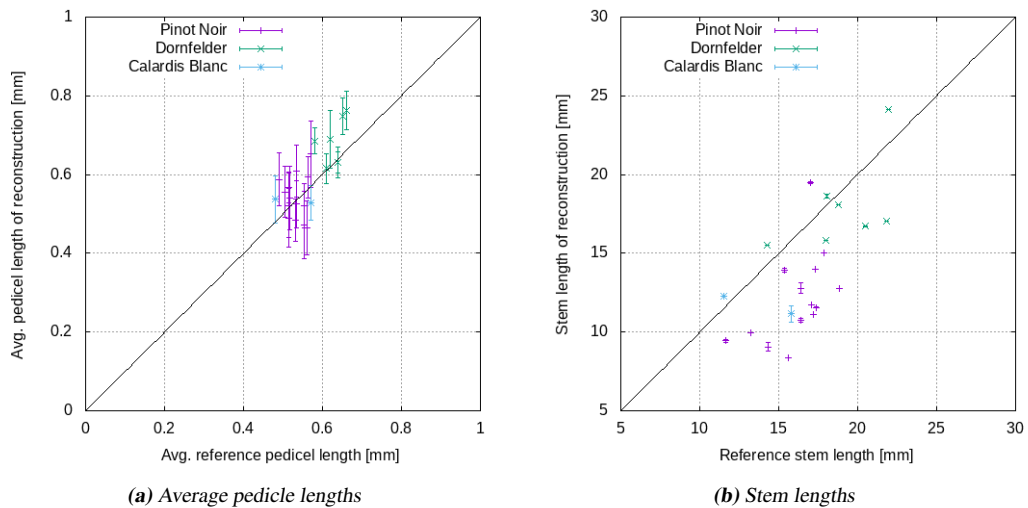 1
0.8
0.6
0.4
0.2
0
0 0.2 0.4 0.6 0.8 1
Avg. pedicel length of reconstruction [mm]
Avg. reference pedicel length [mm]
Pinot Noir
Dornfelder
Calardis Blanc
(a) Average pedicle lengths
30
25
20
15
10
5
5 10 15 20 25 30
Stem length of reconstruction [mm]
Reference stem length [mm]
Pinot Noir
Dornfelder
Calardis Blanc
(b) Stem lengths